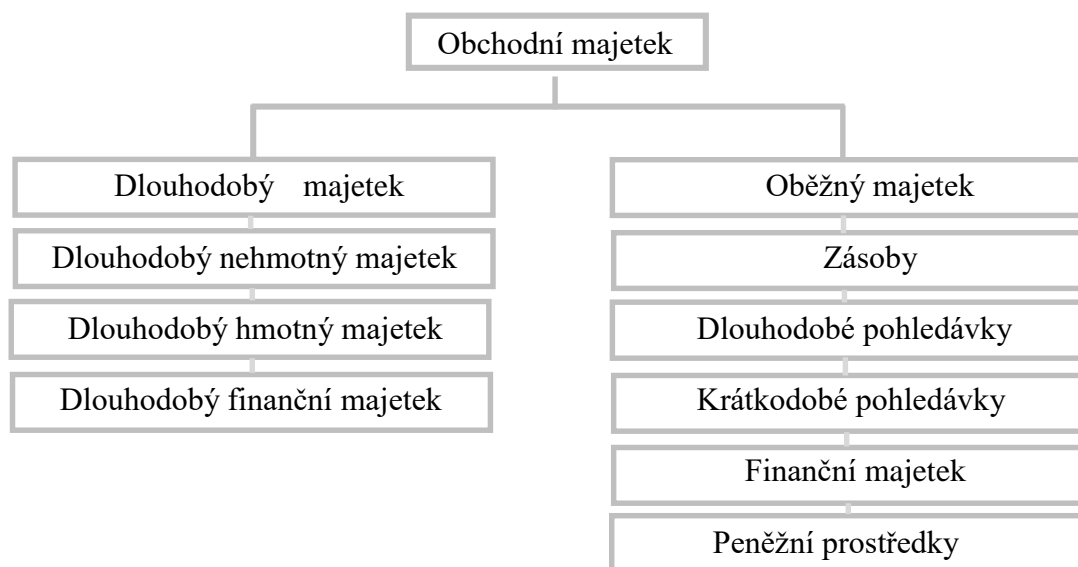 Obchodní majetek
Dlouhodobý majetek
Dlouhodobý nehmotný majetek
Dlouhodobý hmotný majetek
Dlouhodobý finanční majetek
Oběžný majetek
Zásoby
Dlouhodobé pohledávky
Krátkodobé pohledávky
Finanční majetek
Peněžní prostředky